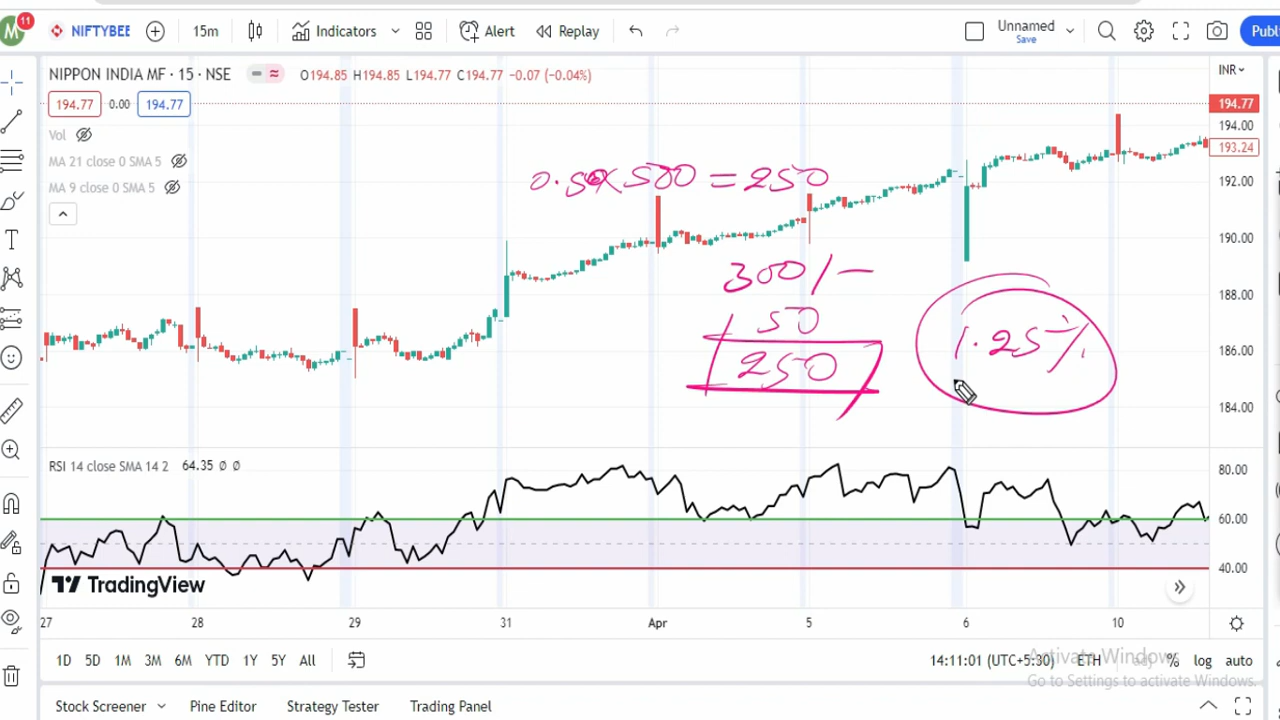 M 11 NIFTYBEE 15m Indicators Alert Replay Unnamed Save Publ
NIPPON INDIA MF · 15 · NSE O194.85 H194.85 L194.77 C194.77 −0.07 (−0.04%) INR
194.77 0.00 194.77
Vol
MA 21 close 0 SMA 5
MA 9 close 0 SMA 5
194.77
194.00
193.24
192.00
190.00
188.00
186.00
184.00
0.50×500 = 250
300/-
50
250
1.25%
RSI 14 close SMA 14 2 64.35 ∅ ∅
80.00
60.00
40.00
TradingView
27 28 29 31 Apr 5 6 10
1D 5D 1M 3M 6M YTD 1Y 5Y All 14:11:01 (UTC+5:30) ETH % log auto
Activate Windows
Go to Settings to activate Windows.
Stock Screener Pine Editor Strategy Tester Trading Panel